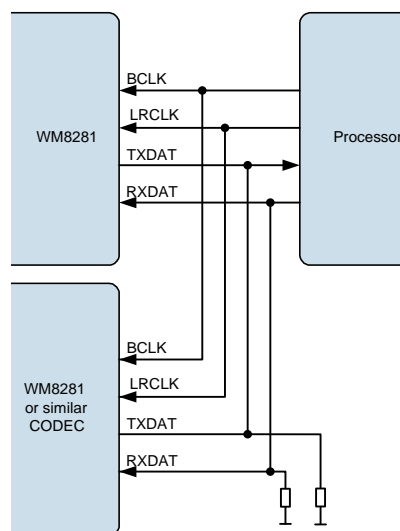 BCLK
LRCLK
WM8281
Processor
TXDAT
RXDAT
BCLK
WM8281
or similar
CODEC
LRCLK
TXDAT
RXDAT